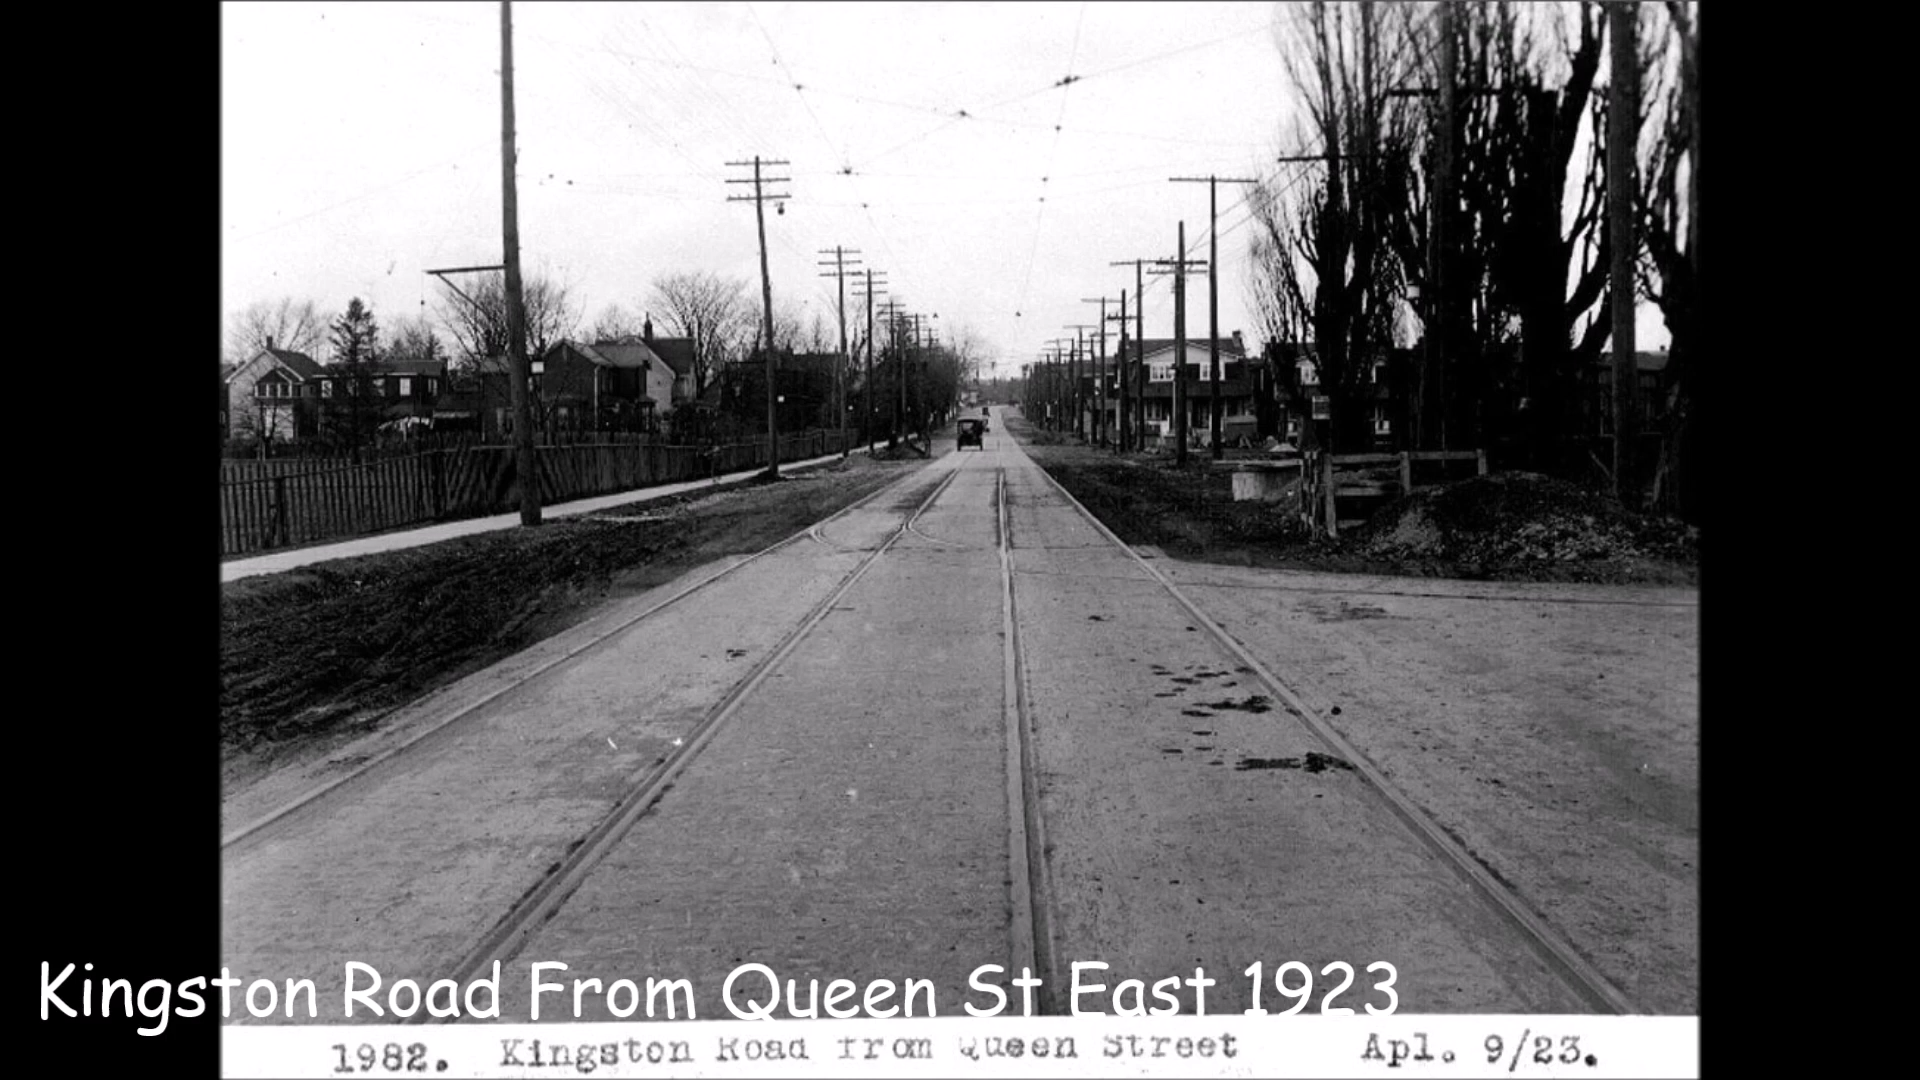 Kingston Road From Queen St East 1923
1982. Kingston Road from Queen Street Apl. 9/23.